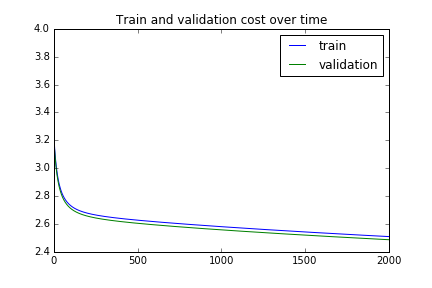 Train and validation cost over time
4.0
3.8
3.6
3.4
3.2
3.0
2.8
2.6
2.4
0 500 1000 1500 2000
train
validation